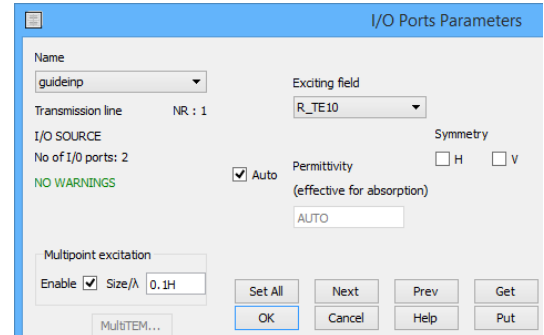 I/O Ports Parameters
Name
guideinp
Exciting field
Transmission line NR : 1
R_TE10
I/O SOURCE
Symmetry
No of I/0 ports: 2
H V
Auto
Permittivity
NO WARNINGS
(effective for absorption)
AUTO
Multipoint excitation
Enable Size/λ 0.1H
Set All Next Prev Get
MultiTEM...
OK Cancel Help Put